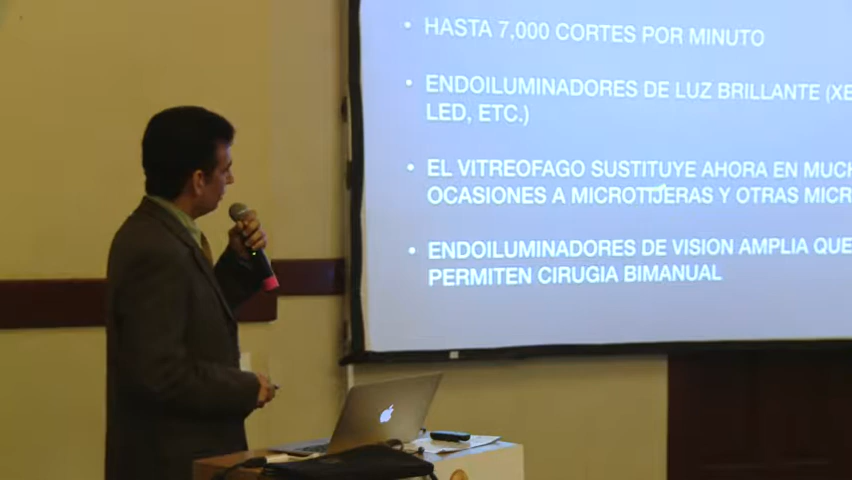 • HASTA 7,000 CORTES POR MINUTO
• ENDOILUMINADORES DE LUZ BRILLANTE (XE
LED, ETC.)
• EL VITREOFAGO SUSTITUYE AHORA EN MUCH
OCASIONES A MICROTIJERAS Y OTRAS MICR
• ENDOILUMINADORES DE VISION AMPLIA QUE
PERMITEN CIRUGIA BIMANUAL